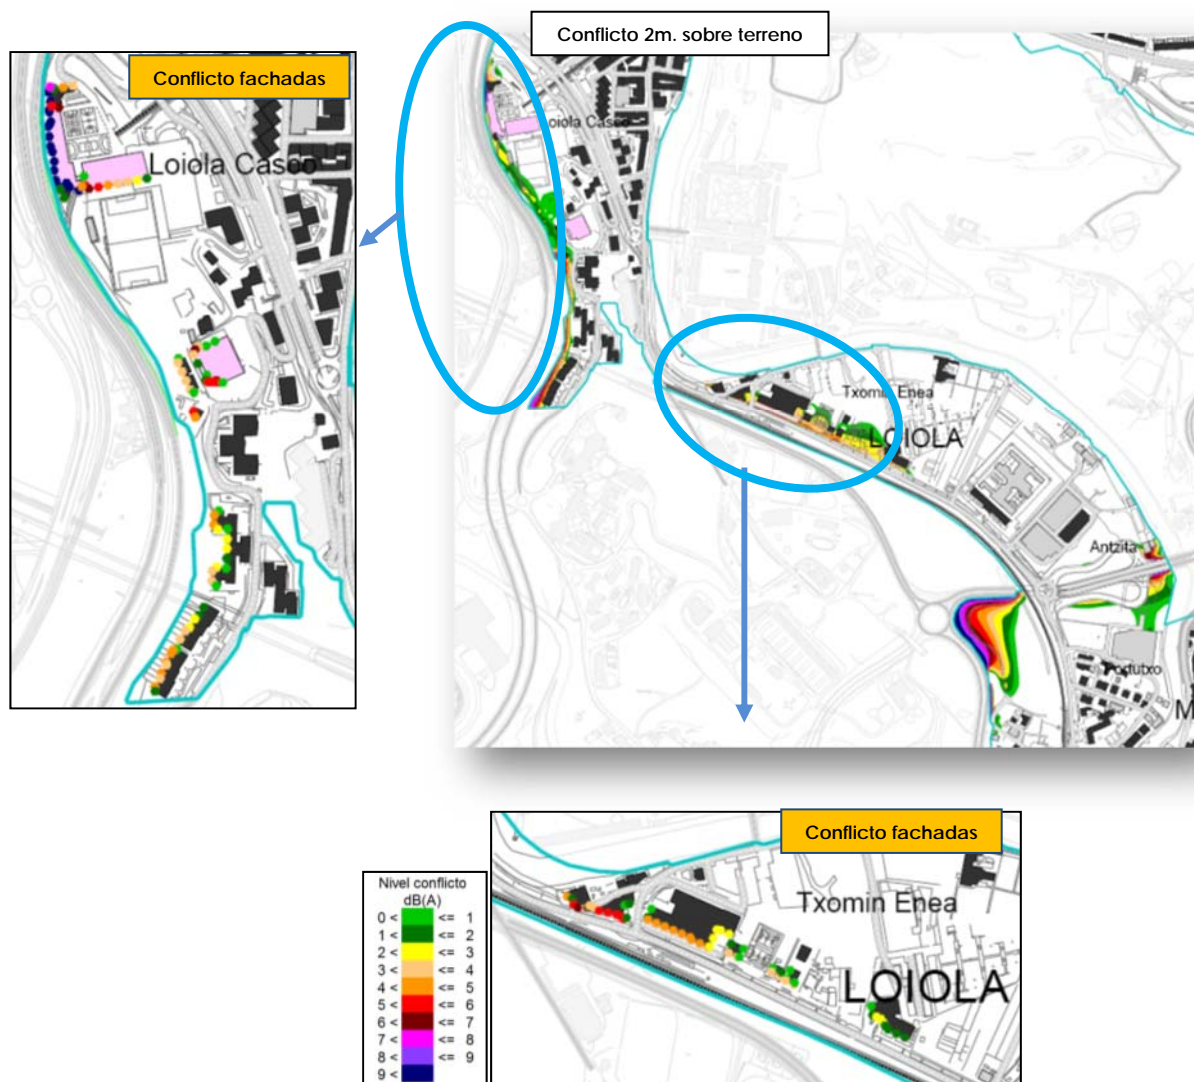 Conflicto 2m. sobre terreno
Conflicto fachadas
Loiola Casco
oiola Casco
Txomin Enea
LOIOLA
Antzita
M
Conflicto fachadas
Txomin Enea
LOIOLA
Nivel conflicto
dB(A)
0 < <= 1
1 < <= 2
2 < <= 3
3 < <= 4
4 < <= 5
5 < <= 6
6 < <= 7
7 < <= 8
8 < <= 9
9 <